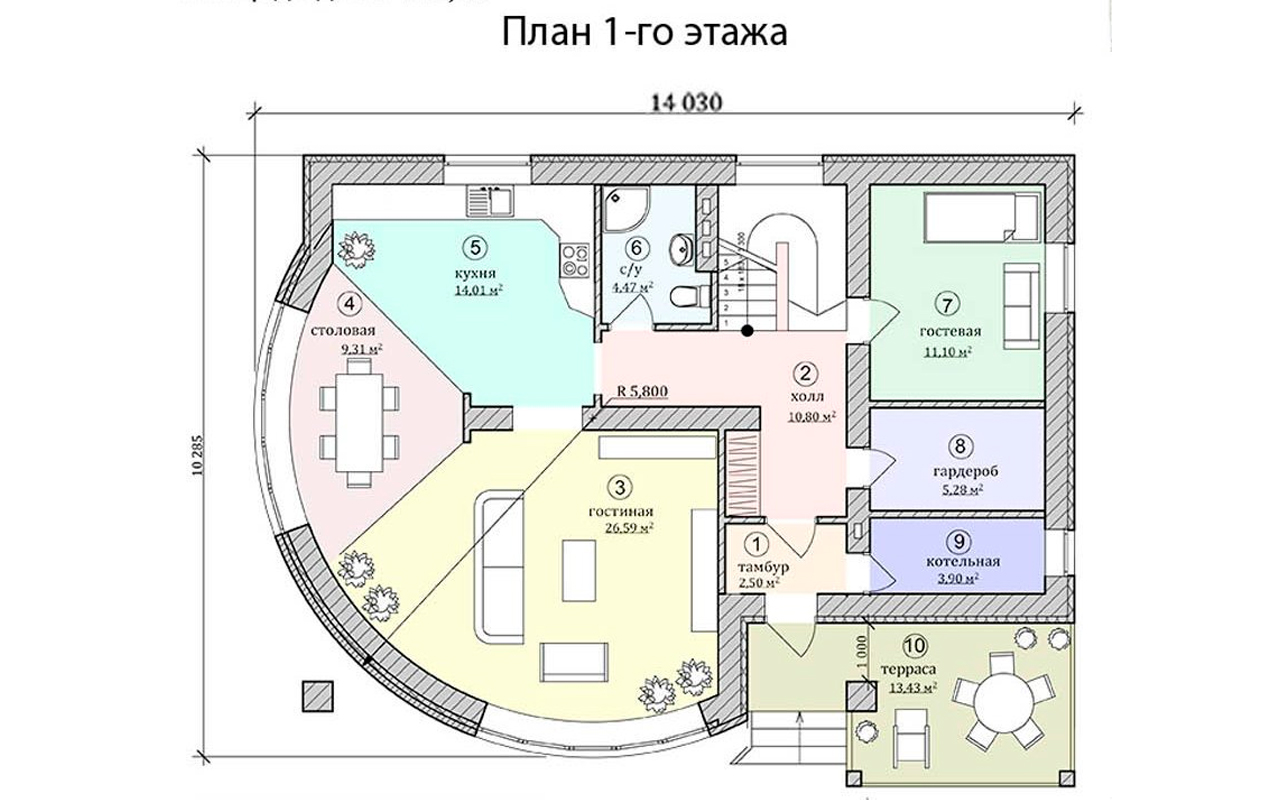 План 1-го этажа
14 030
10 285
5
кухня
14,01 м²
6
с/у
4,47 м²
7
гостевая
11,10 м²
4
столовая
9,31 м²
5
4
3
2
1
R 5,800
2
холл
10,80 м²
8
гардероб
5,28 м²
3
гостиная
26,59 м²
1
тамбур
2,50 м²
9
котельная
3,90 м²
1 000
10
терраса
13,43 м²